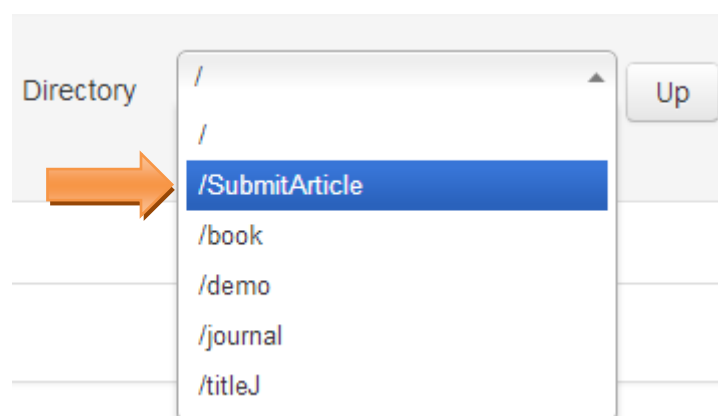 Directory
/
Up
/
/SubmitArticle
/book
/demo
/journal
/titleJ